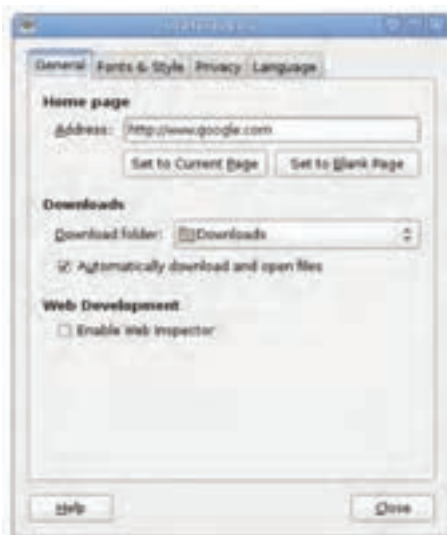 General Fonts & Style Privacy Language
Home page
Address: http://www.google.com
Set to Current Page Set to Blank Page
Downloads
Download folder: Downloads
Automatically download and open files
Web Development
Enable Web Inspector
Help Close